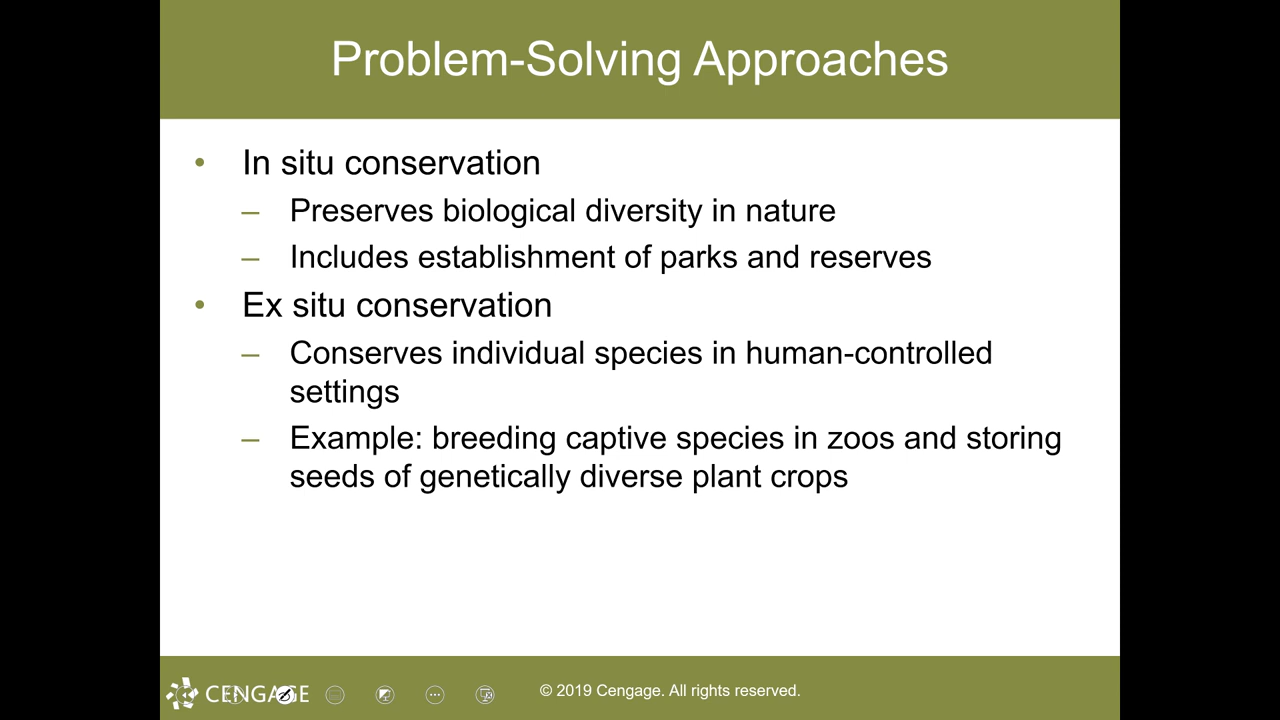 Problem-Solving Approaches
• In situ conservation
– Preserves biological diversity in nature
– Includes establishment of parks and reserves
• Ex situ conservation
– Conserves individual species in human-controlled
settings
– Example: breeding captive species in zoos and storing
seeds of genetically diverse plant crops
CENGAGE
© 2019 Cengage. All rights reserved.